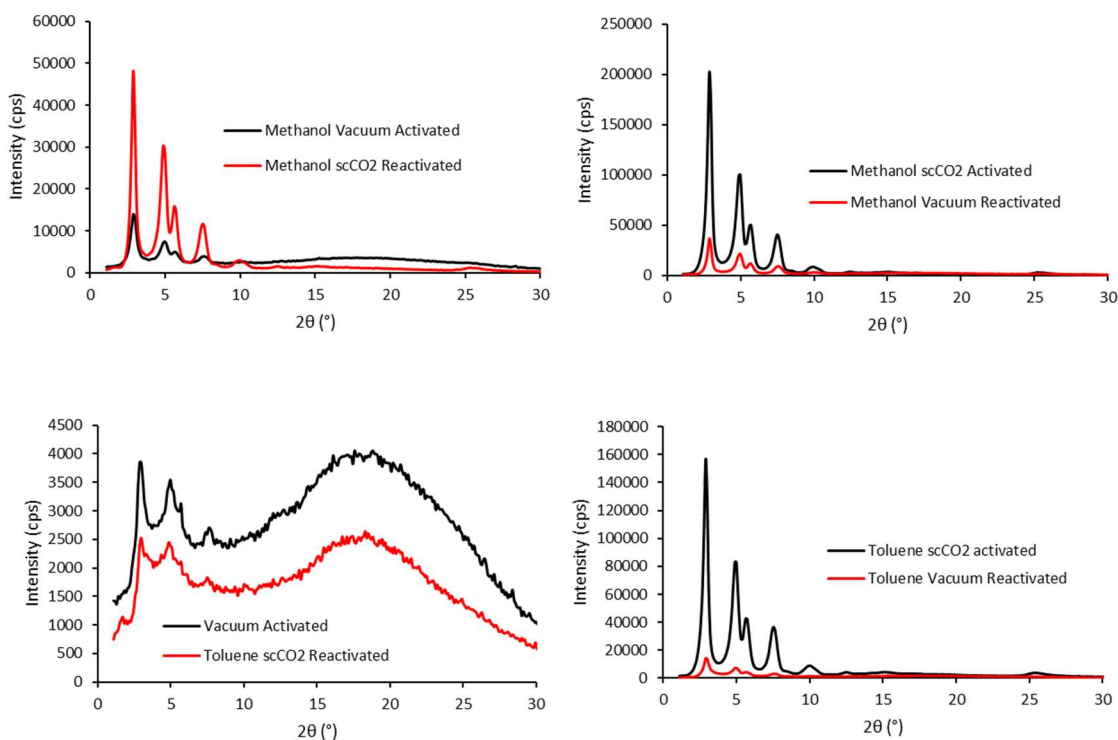 60000
50000
40000
30000
20000
10000
0
Intensity (cps)
Methanol Vacuum Activated
Methanol scCO2 Reactivated
0 5 10 15 20 25 30
2θ (°)
250000
200000
150000
100000
50000
0
Intensity (cps)
Methanol scCO2 Activated
Methanol Vacuum Reactivated
0 5 10 15 20 25 30
2θ (°)
4500
4000
3500
3000
2500
2000
1500
1000
500
0
Intensity (cps)
Vacuum Activated
Toluene scCO2 Reactivated
0 5 10 15 20 25 30
2θ (°)
180000
160000
140000
120000
100000
80000
60000
40000
20000
0
Intensity (cps)
Toluene scCO2 activated
Toluene Vacuum Reactivated
0 5 10 15 20 25 30
2θ (°)